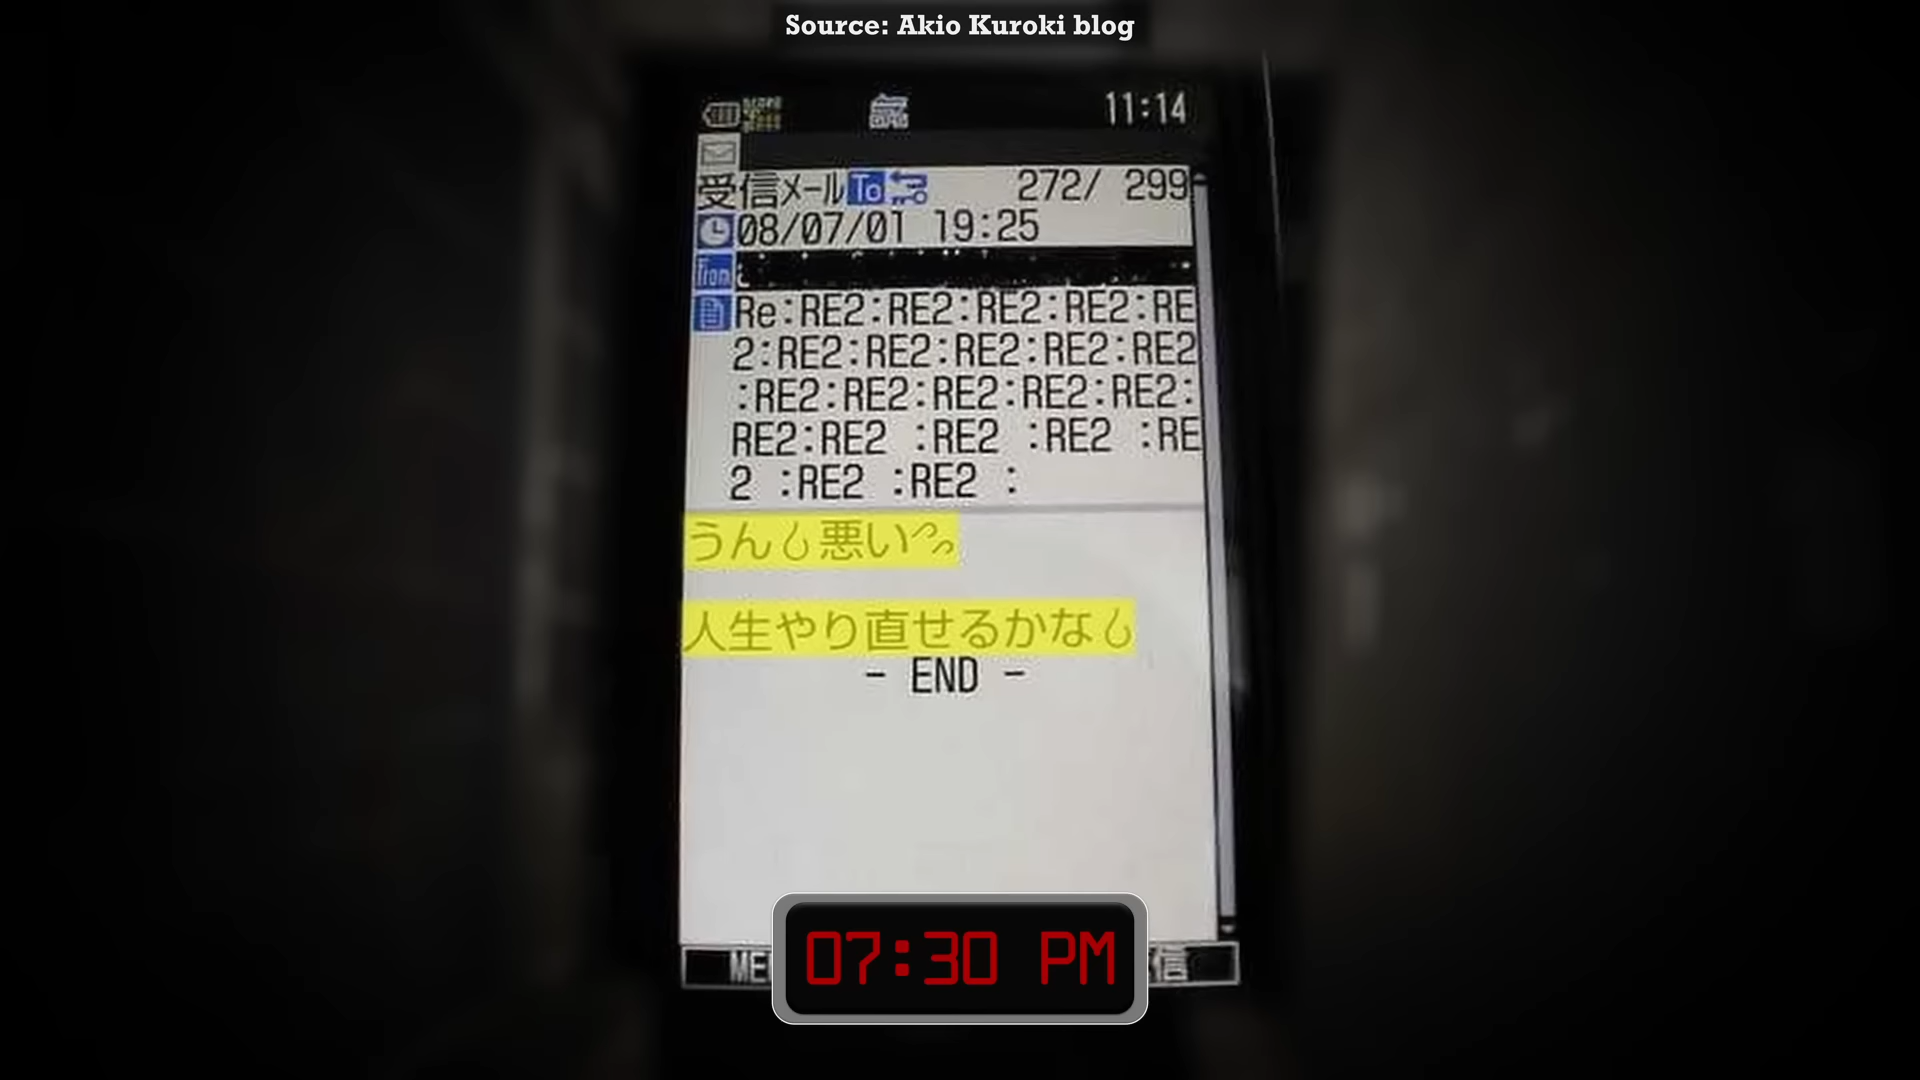 Source: Akio Kuroki blog
11:14
受信メール To 272/ 299
08/07/01 19:25
From
Re:RE2:RE2:RE2:RE2:RE
2:RE2:RE2:RE2:RE2:RE2
:RE2:RE2:RE2:RE2:RE2:
RE2:RE2 :RE2 :RE2 :RE
2 :RE2 :RE2 :
うん 悪い
人生やり直せるかな
- END -
07:30 PM